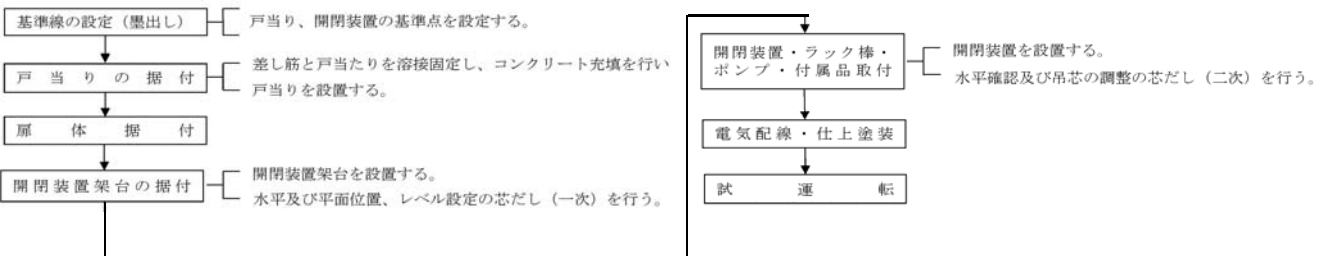 基準線の設定（墨出し）
戸当り、開閉装置の基準点を設定する。
戸当りの据付
差し筋と戸当たりを溶接固定し、コンクリート充填を行い
戸当りを設置する。
扉体据付
開閉装置架台の据付
開閉装置架台を設置する。
水平及び平面位置、レベル設定の芯だし（一次）を行う。
開閉装置・ラック棒・
ポンプ・付属品取付
開閉装置を設置する。
水平確認及び吊芯の調整の芯だし（二次）を行う。
電気配線・仕上塗装
試運転